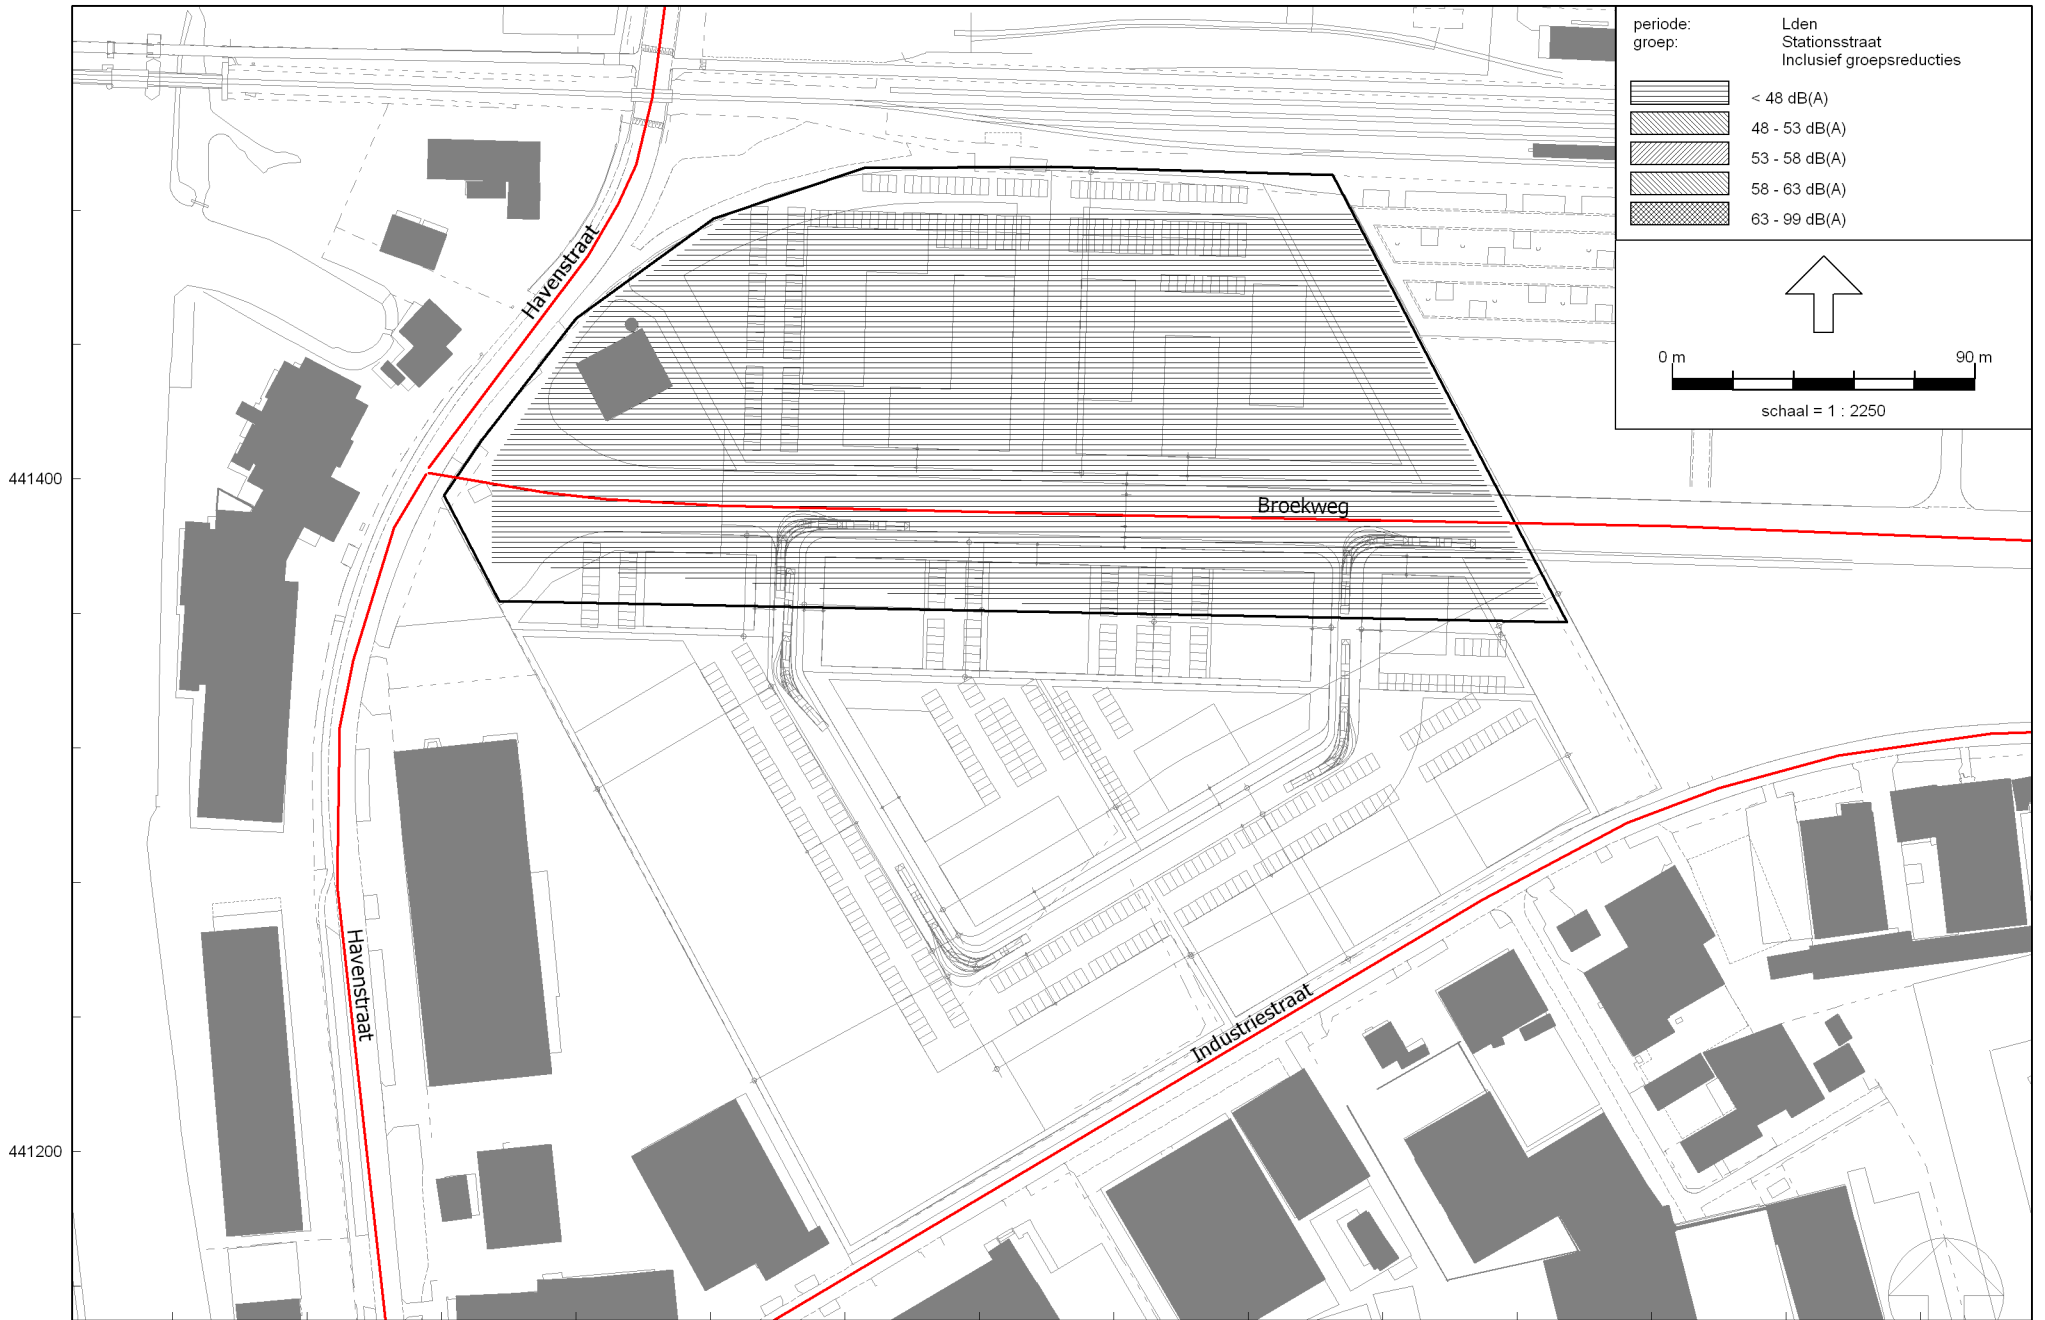 periode: Lden
groep: Stationsstraat
Inclusief groepsreducties
< 48 dB(A)
48 - 53 dB(A)
53 - 58 dB(A)
58 - 63 dB(A)
63 - 99 dB(A)
0 m 90 m
schaal = 1 : 2250
Havenstraat
441400
Broekweg
Havenstraat
Industriestraat
441200